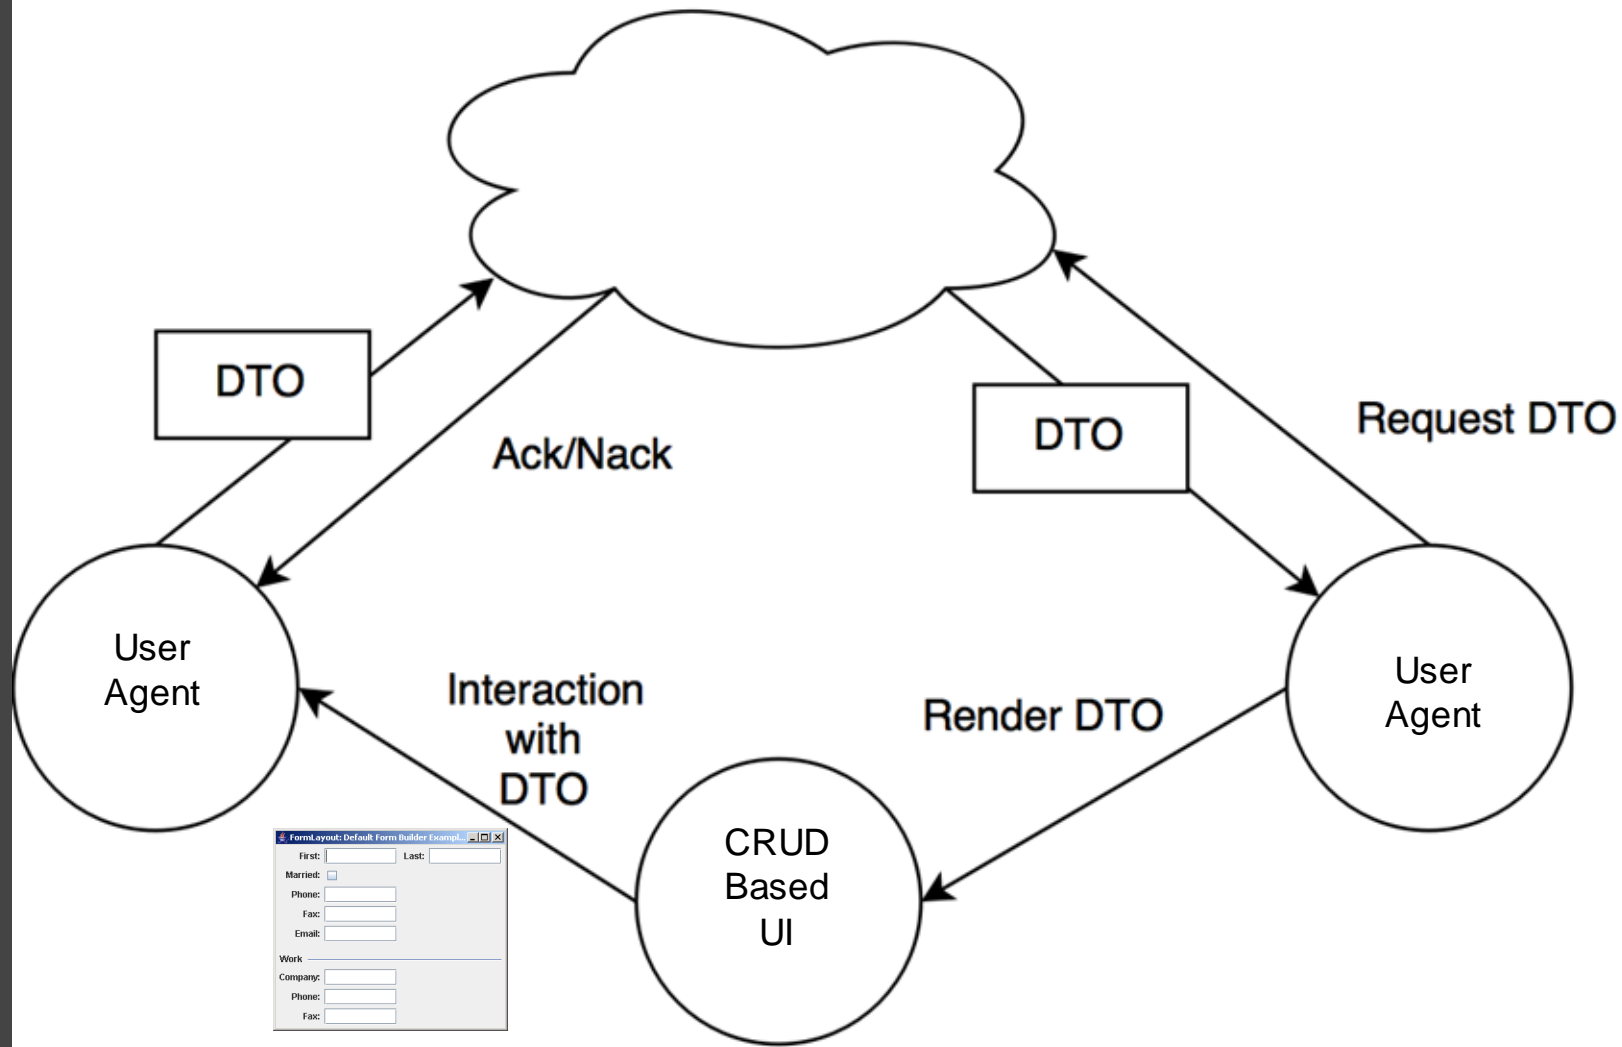 DTO
DTO
Request DTO
Ack/Nack
User
Agent
Interaction
with
DTO
Render DTO
User
Agent
CRUD
Based
UI
FormLayout: Default Form Builder Exampl...
First: Last:
Married:
Phone:
Fax:
Email:
Work
Company:
Phone:
Fax: